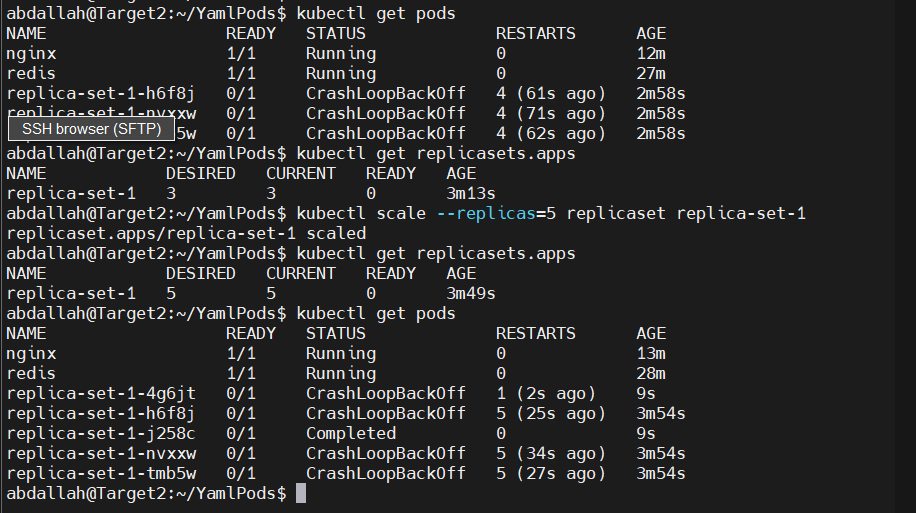 abdallah@Target2:~/YamlPods$ kubectl get pods
NAME READY STATUS RESTARTS AGE
nginx 1/1 Running 0 12m
redis 1/1 Running 0 27m
replica-set-1-h6f8j 0/1 CrashLoopBackOff 4 (61s ago) 2m58s
replica-set-1-nvxxw 0/1 CrashLoopBackOff 4 (71s ago) 2m58s
SSH browser (SFTP)
5w 0/1 CrashLoopBackOff 4 (62s ago) 2m58s
abdallah@Target2:~/YamlPods$ kubectl get replicasets.apps
NAME DESIRED CURRENT READY AGE
replica-set-1 3 3 0 3m13s
abdallah@Target2:~/YamlPods$ kubectl scale --replicas=5 replicaset replica-set-1
replicaset.apps/replica-set-1 scaled
abdallah@Target2:~/YamlPods$ kubectl get replicasets.apps
NAME DESIRED CURRENT READY AGE
replica-set-1 5 5 0 3m49s
abdallah@Target2:~/YamlPods$ kubectl get pods
NAME READY STATUS RESTARTS AGE
nginx 1/1 Running 0 13m
redis 1/1 Running 0 28m
replica-set-1-4g6jt 0/1 CrashLoopBackOff 1 (2s ago) 9s
replica-set-1-h6f8j 0/1 CrashLoopBackOff 5 (25s ago) 3m54s
replica-set-1-j258c 0/1 Completed 0 9s
replica-set-1-nvxxw 0/1 CrashLoopBackOff 5 (34s ago) 3m54s
replica-set-1-tmb5w 0/1 CrashLoopBackOff 5 (27s ago) 3m54s
abdallah@Target2:~/YamlPods$